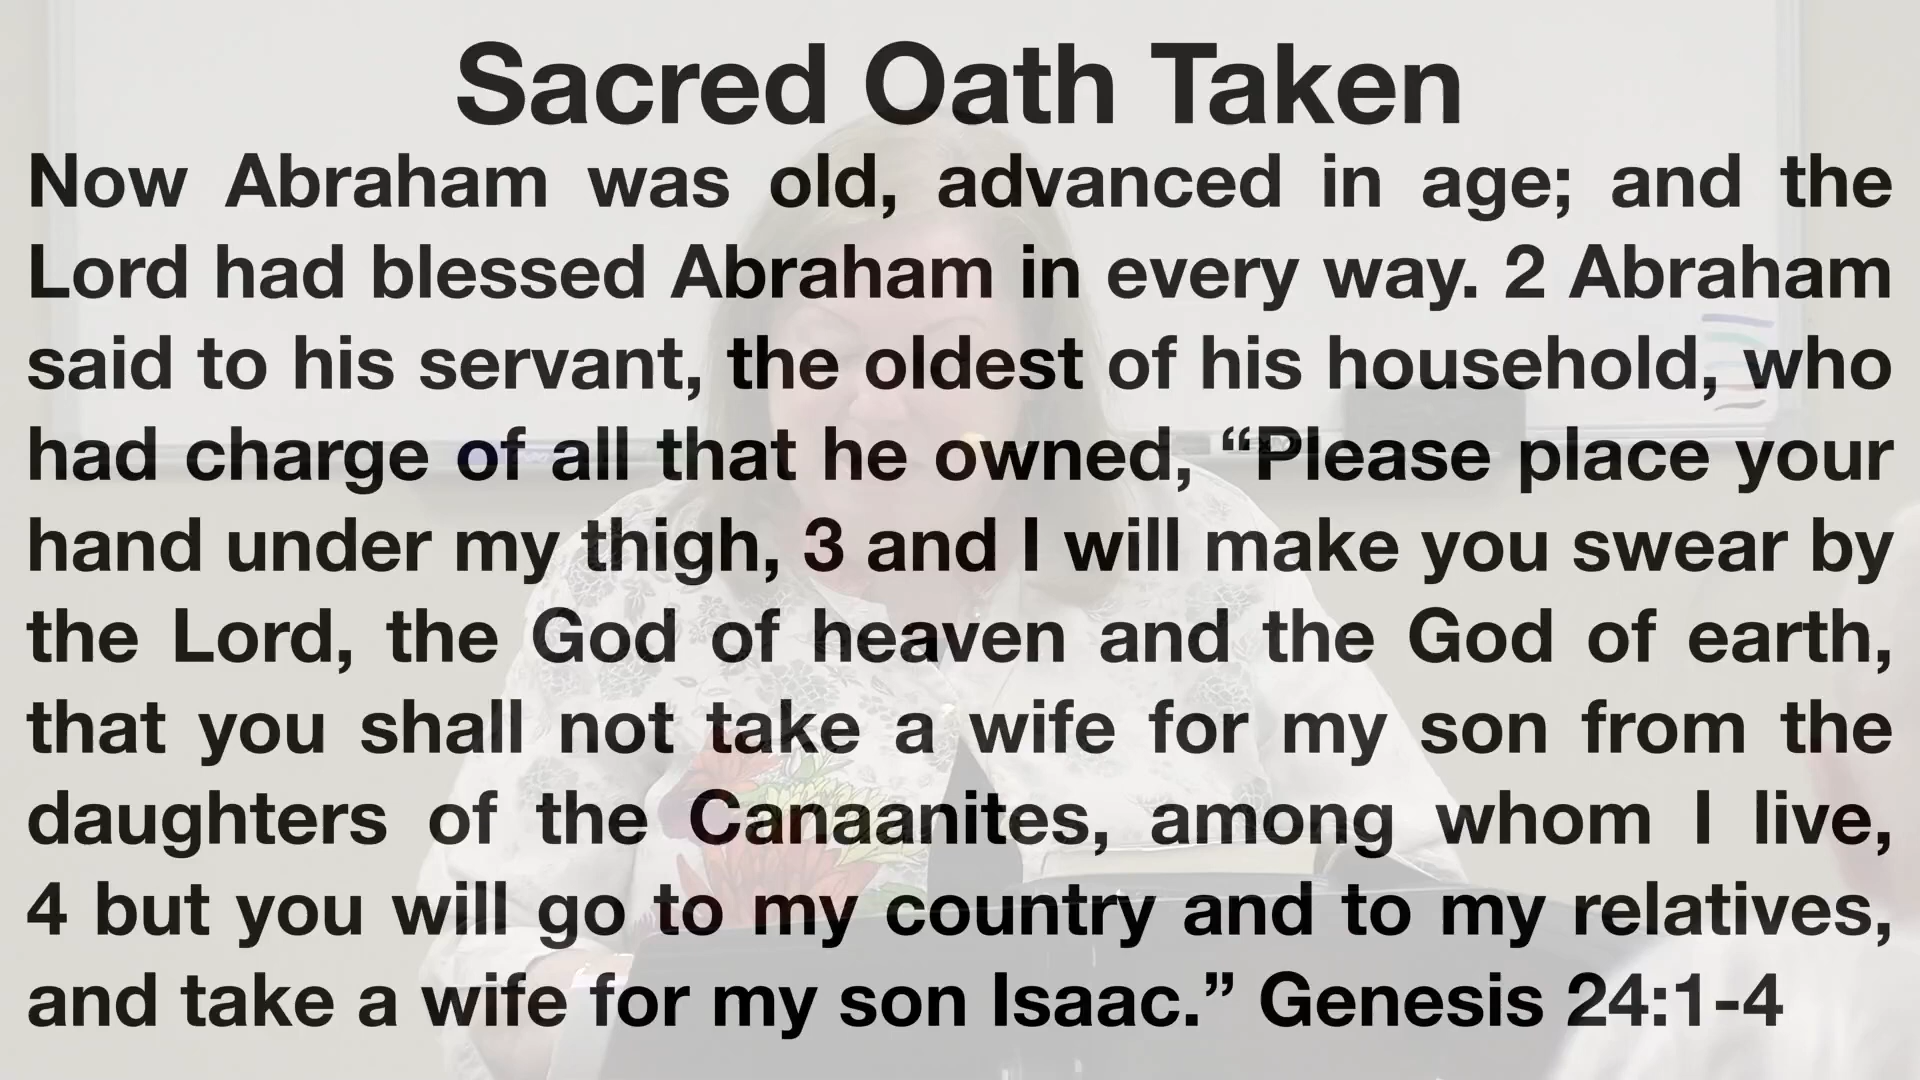 Sacred Oath Taken
Now Abraham was old, advanced in age; and the
Lord had blessed Abraham in every way. 2 Abraham
said to his servant, the oldest of his household, who
had charge of all that he owned, “Please place your
hand under my thigh, 3 and I will make you swear by
the Lord, the God of heaven and the God of earth,
that you shall not take a wife for my son from the
daughters of the Canaanites, among whom I live,
4 but you will go to my country and to my relatives,
and take a wife for my son Isaac.” Genesis 24:1-4